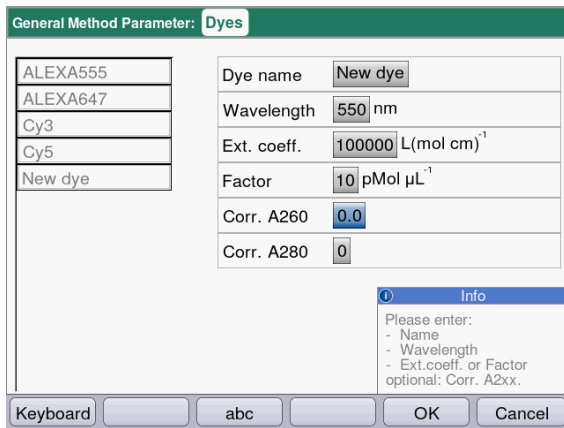 General Method Parameter: Dyes
ALEXA555
ALEXA647
Cy3
Cy5
New dye
Dye name New dye
Wavelength 550 nm
Ext. coeff. 100000 L(mol cm)⁻¹
Factor 10 pMol µL⁻¹
Corr. A260 0.0
Corr. A280 0
Info
Please enter:
- Name
- Wavelength
- Ext.coeff. or Factor
optional: Corr. A2xx.
Keyboard abc OK Cancel